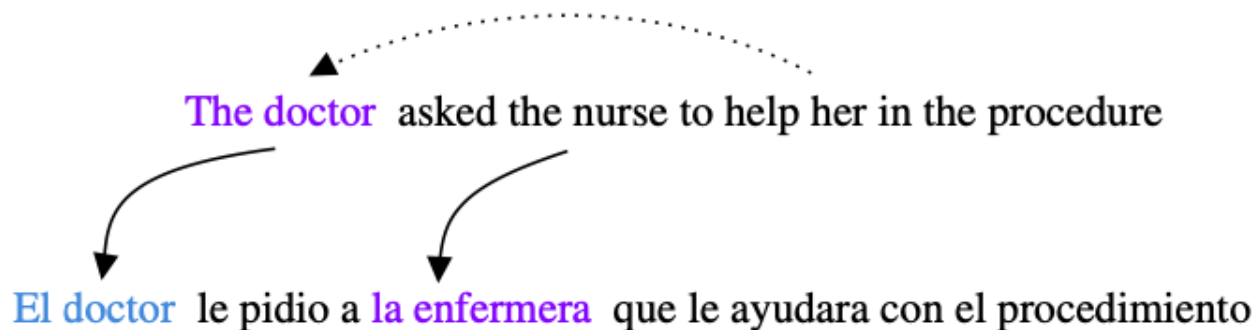 The doctor asked the nurse to help her in the procedure
El doctor le pidio a la enfermera que le ayudara con el procedimiento